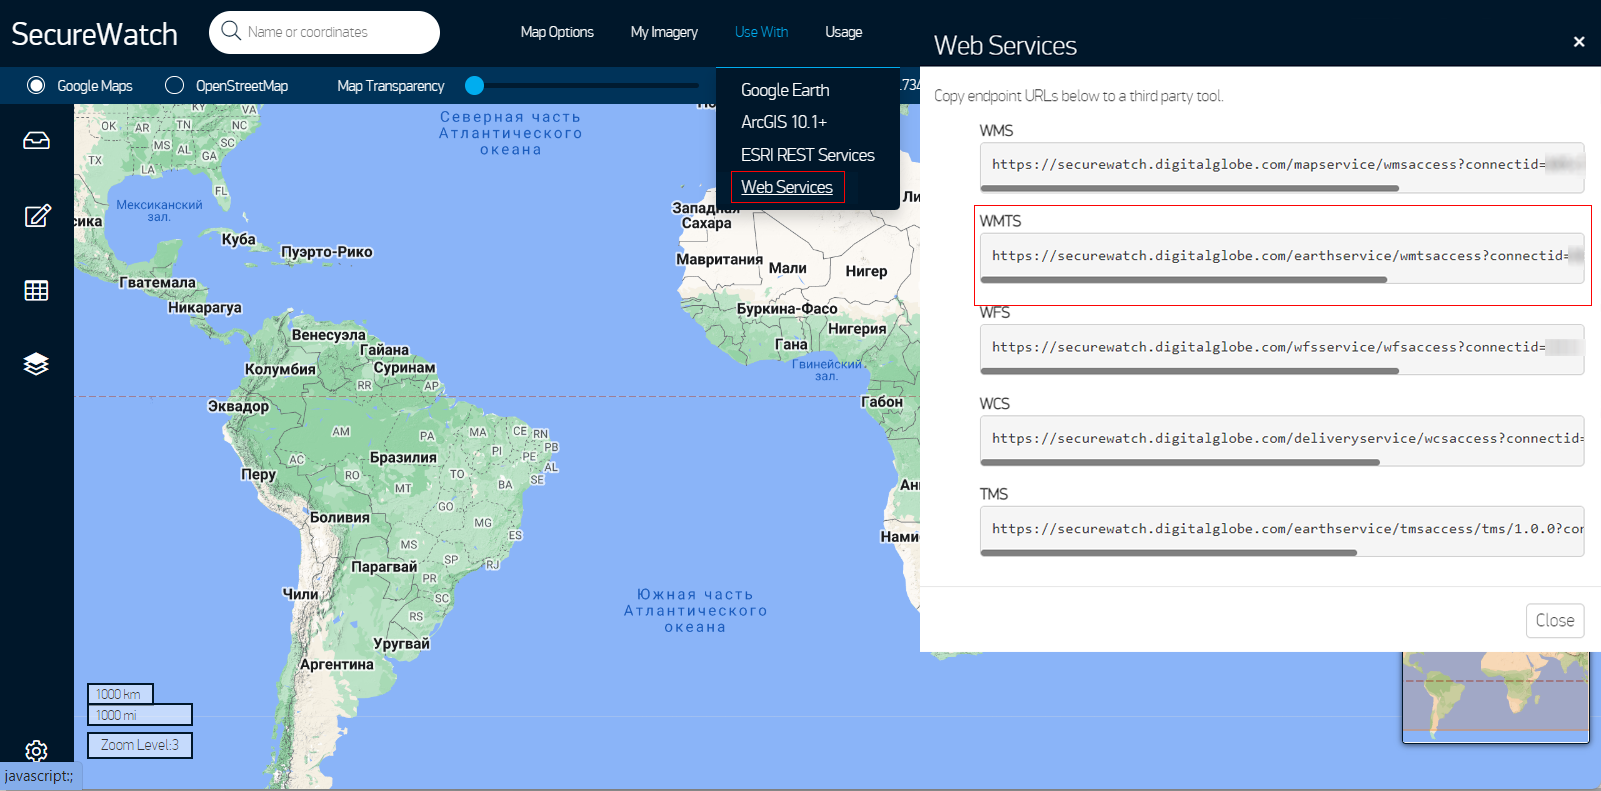 SecureWatch
Name or coordinates
Map Options
My Imagery
Use With
Usage
Web Services
×
Google Maps
OpenStreetMap
Map Transparency
Google Earth
ArcGIS 10.1+
ESRI REST Services
Web Services
Copy endpoint URLs below to a third party tool.
WMS
https://securewatch.digitalglobe.com/mapservice/wmsaccess?connectid=
WMTS
https://securewatch.digitalglobe.com/earthservice/wmtsaccess?connectid=
WFS
https://securewatch.digitalglobe.com/wfsservice/wfsaccess?connectid=
WCS
https://securewatch.digitalglobe.com/deliveryservice/wcsaccess?connectid=
TMS
https://securewatch.digitalglobe.com/earthservice/tmsaccess/tms/1.0.0?con
Close
Северная часть
Атлантического
океана
KY
VA
OK
AR
TN
NC
SC
MS
AL
GA
TX
LA
FL
Мексиканский
зал.
Куба
Пуэрто-Рико
Гватемала
Никарагуа
Западная
Сахара
Мавритания
Мали
Нигер
Буркина-Фасо
Нигерия
Гана
Гвинейский
зал.
Габон
Венесуэла
Гайана
Суринам
Колумбия
RR
AP
Эквадор
AM
PA
MA
CE
RN
PB
PI
PE
AL
SE
AC
Бразилия
TO
BA
RO
MT
Перу
GO
MG
ES
Боливия
MS
SP
RJ
Парагвай
PR
SC
RS
Чили
Уругвай
Аргентина
Южная часть
Атлантического
океана
1000 km
1000 mi
Zoom Level:3
javascript:;